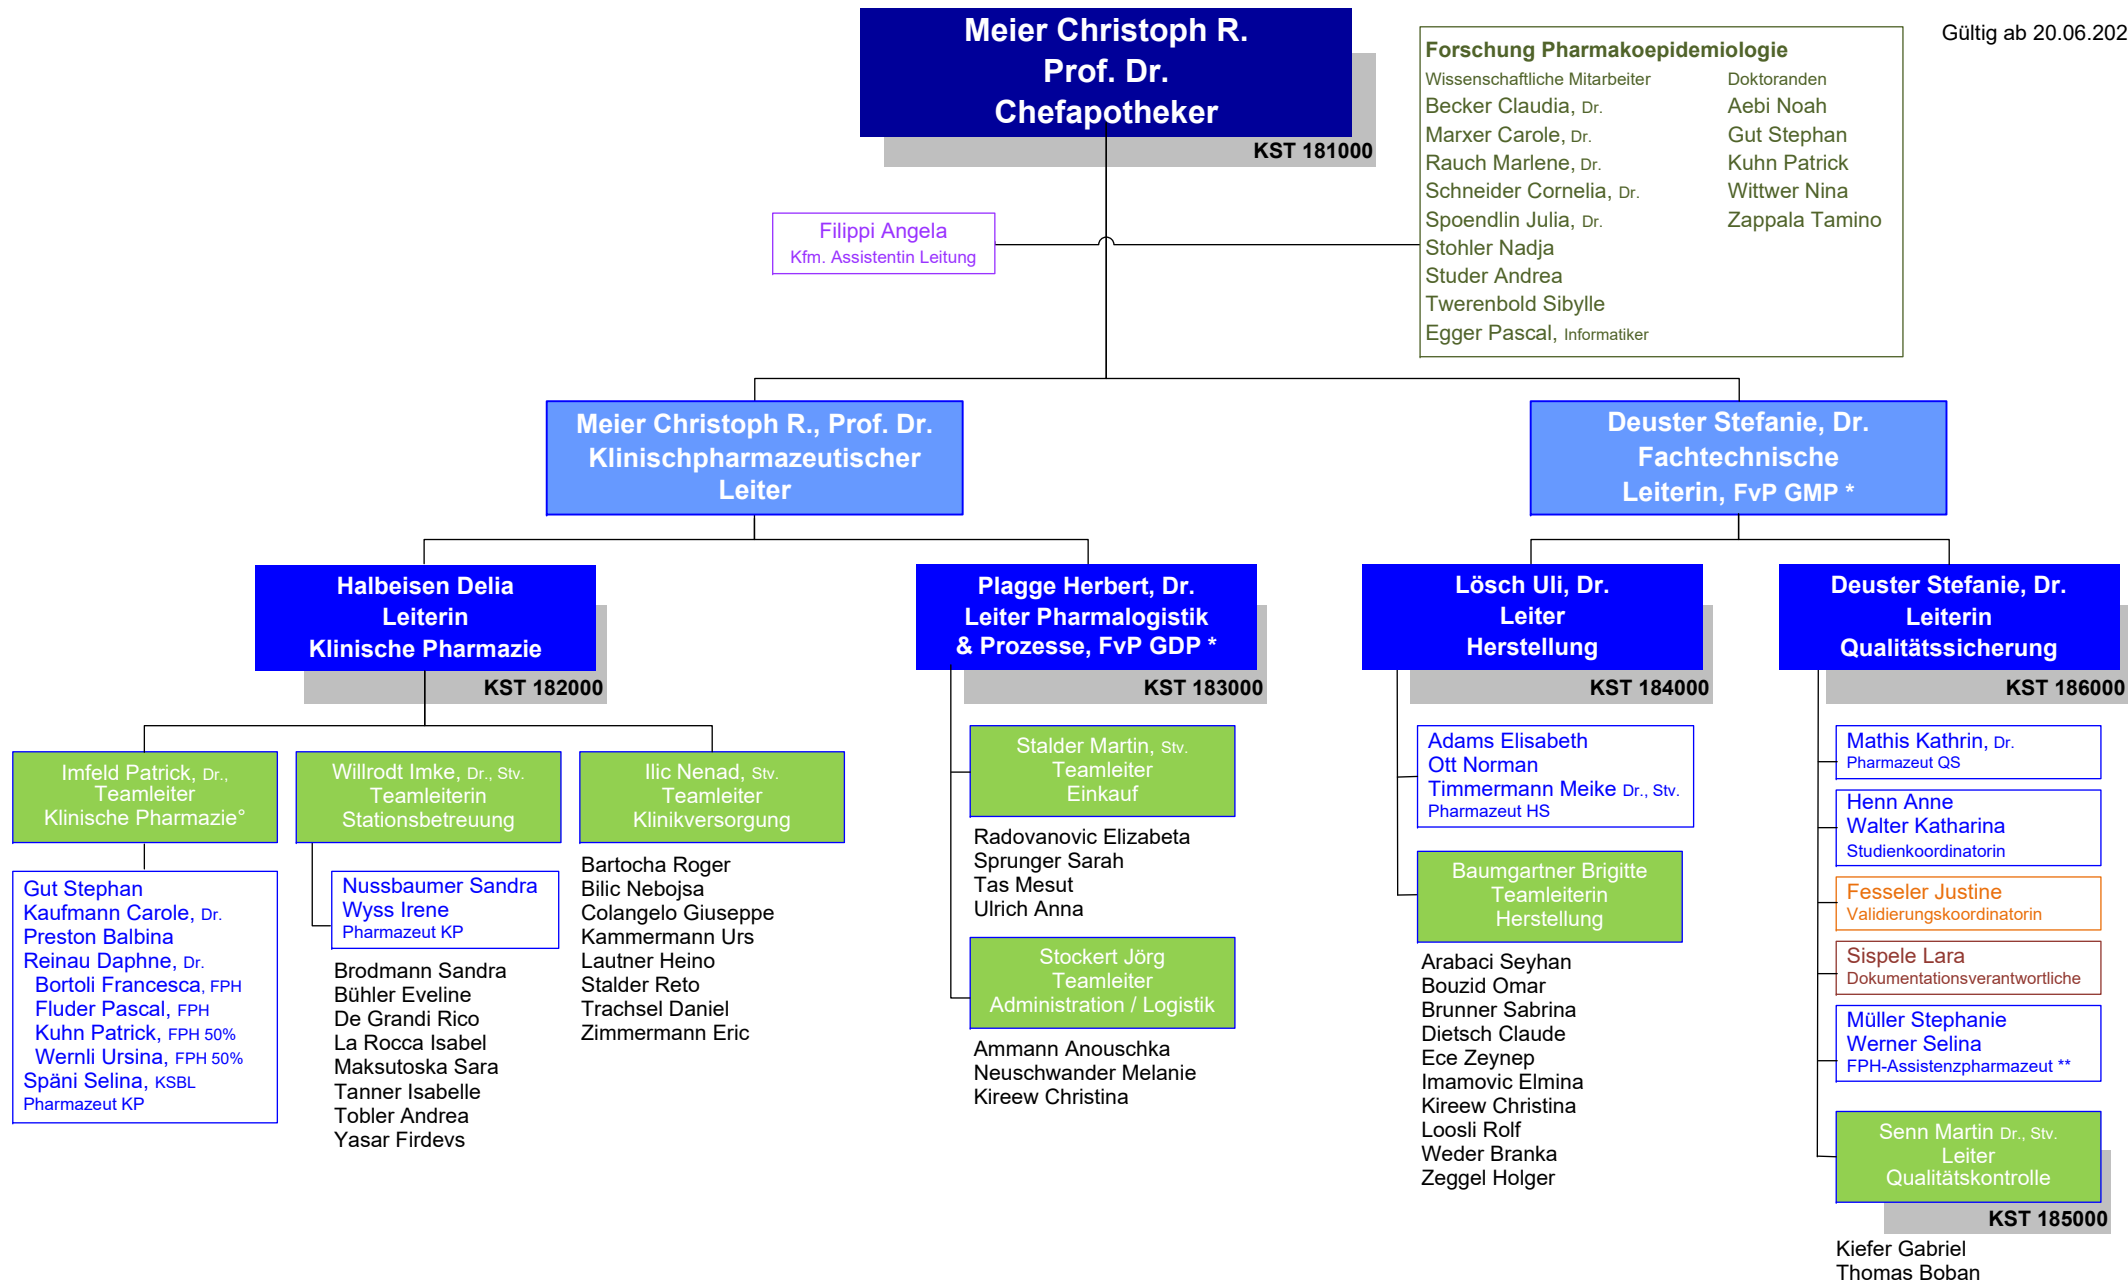 Meier Christoph R.
Prof. Dr.
Chefapotheker
KST 181000
Gültig ab 20.06.202
Forschung Pharmakoepidemiologie
Wissenschaftliche Mitarbeiter
Becker Claudia, Dr.
Marxer Carole, Dr.
Rauch Marlene, Dr.
Schneider Cornelia, Dr.
Spoendlin Julia, Dr.
Stohler Nadja
Studer Andrea
Twerenbold Sibylle
Egger Pascal, Informatiker
Doktoranden
Aebi Noah
Gut Stephan
Kuhn Patrick
Wittwer Nina
Zappala Tamino
Filippi Angela
Kfm. Assistentin Leitung
Meier Christoph R., Prof. Dr.
Klinischpharmazeutischer
Leiter
Deuster Stefanie, Dr.
Fachtechnische
Leiterin, FvP GMP *
Halbeisen Delia
Leiterin
Klinische Pharmazie
KST 182000
Plagge Herbert, Dr.
Leiter Pharmalogistik
& Prozesse, FvP GDP *
KST 183000
Lösch Uli, Dr.
Leiter
Herstellung
KST 184000
Deuster Stefanie, Dr.
Leiterin
Qualitätssicherung
KST 186000
Imfeld Patrick, Dr.,
Teamleiter
Klinische Pharmazie°
Gut Stephan
Kaufmann Carole, Dr.
Preston Balbina
Reinau Daphne, Dr.
Bortoli Francesca, FPH
Fluder Pascal, FPH
Kuhn Patrick, FPH 50%
Wernli Ursina, FPH 50%
Späni Selina, KSBL
Pharmazeut KP
Willrodt Imke, Dr., Stv.
Teamleiterin
Stationsbetreuung
Nussbaumer Sandra
Wyss Irene
Pharmazeut KP
Brodmann Sandra
Bühler Eveline
De Grandi Rico
La Rocca Isabel
Maksutoska Sara
Tanner Isabelle
Tobler Andrea
Yasar Firdevs
Ilic Nenad, Stv.
Teamleiter
Klinikversorgung
Bartocha Roger
Bilic Nebojsa
Colangelo Giuseppe
Kammermann Urs
Lautner Heino
Stalder Reto
Trachsel Daniel
Zimmermann Eric
Stalder Martin, Stv.
Teamleiter
Einkauf
Radovanovic Elizabeta
Sprunger Sarah
Tas Mesut
Ulrich Anna
Stockert Jörg
Teamleiter
Administration / Logistik
Ammann Anouschka
Neuschwander Melanie
Kireew Christina
Adams Elisabeth
Ott Norman
Timmermann Meike Dr., Stv.
Pharmazeut HS
Baumgartner Brigitte
Teamleiterin
Herstellung
Arabaci Seyhan
Bouzid Omar
Brunner Sabrina
Dietsch Claude
Ece Zeynep
Imamovic Elmina
Kireew Christina
Loosli Rolf
Weder Branka
Zeggel Holger
Mathis Kathrin, Dr.
Pharmazeut QS
Henn Anne
Walter Katharina
Studienkoordinatorin
Fesseler Justine
Validierungskoordinatorin
Sispele Lara
Dokumentationsverantwortliche
Müller Stephanie
Werner Selina
FPH-Assistenzpharmazeut **
Senn Martin Dr., Stv.
Leiter
Qualitätskontrolle
KST 185000
Kiefer Gabriel
Thomas Boban